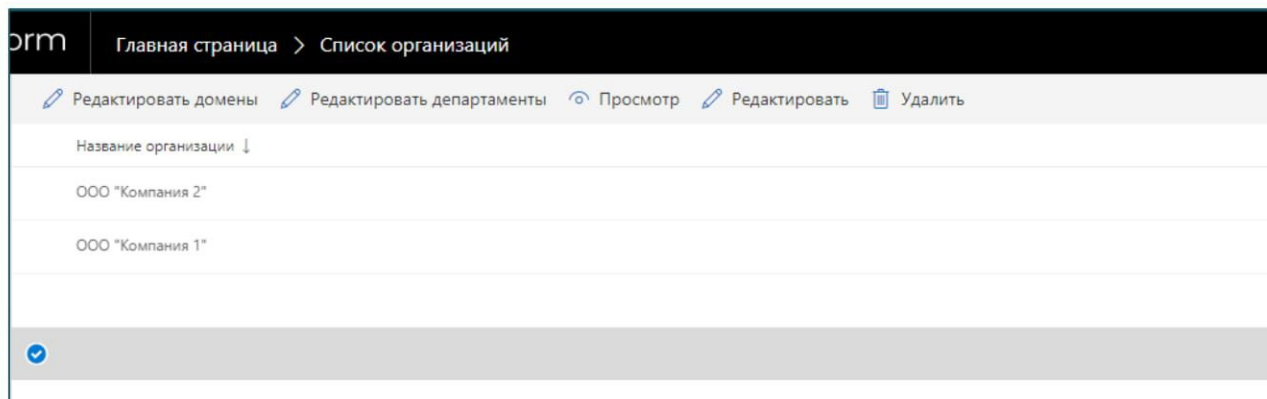 orm Главная страница > Список организаций
Редактировать домены Редактировать департаменты Просмотр Редактировать Удалить
Название организации ↓
ООО "Компания 2"
ООО "Компания 1"